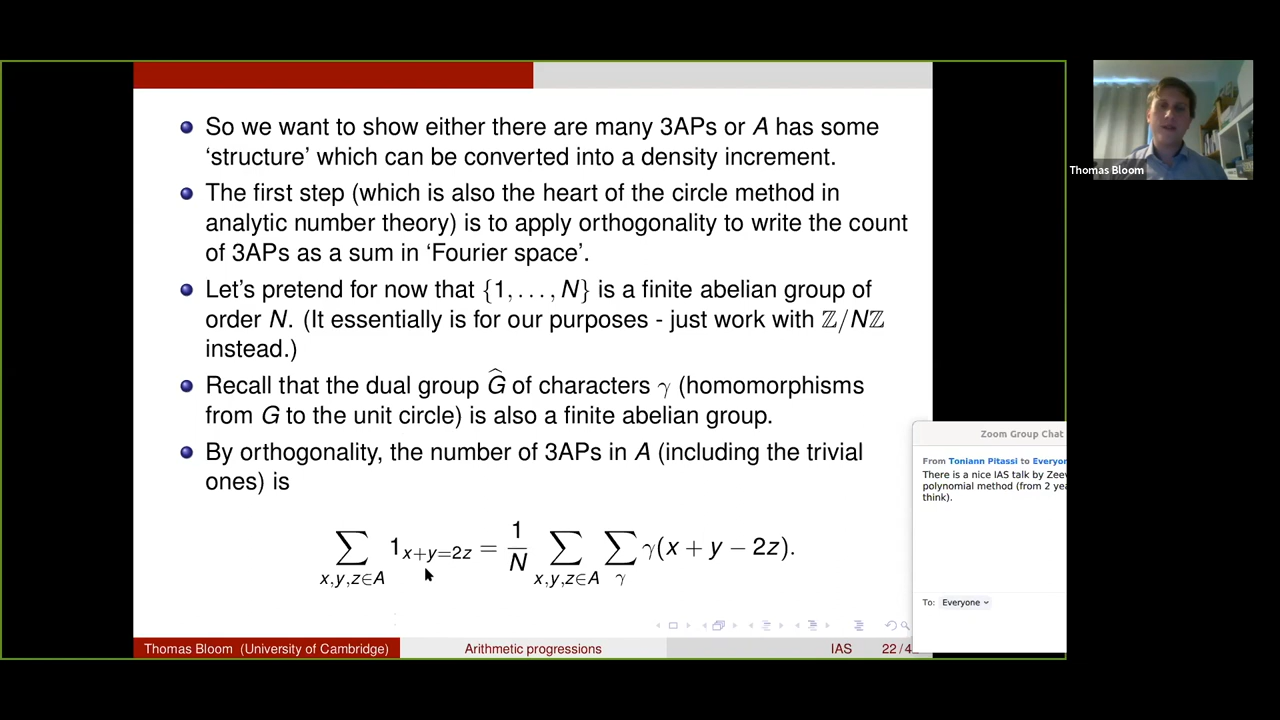 So we want to show either there are many 3APs or A has some
'structure' which can be converted into a density increment.
The first step (which is also the heart of the circle method in
analytic number theory) is to apply orthogonality to write the count
of 3APs as a sum in 'Fourier space'.
Let's pretend for now that {1, . . . , N} is a finite abelian group of
order N. (It essentially is for our purposes - just work with ℤ/Nℤ
instead.)
Recall that the dual group Ĝ of characters γ (homomorphisms
from G to the unit circle) is also a finite abelian group.
By orthogonality, the number of 3APs in A (including the trivial
ones) is
∑_{x,y,z∈A} 1_{x+y=2z} = 1/N ∑_{x,y,z∈A} ∑_γ γ(x + y − 2z).
Thomas Bloom (University of Cambridge) Arithmetic progressions IAS 22/4
Thomas Bloom
Zoom Group Chat
From Toniann Pitassi to
There is a nice IAS talk by
polynomial method (from 2
think).
To: Everyone